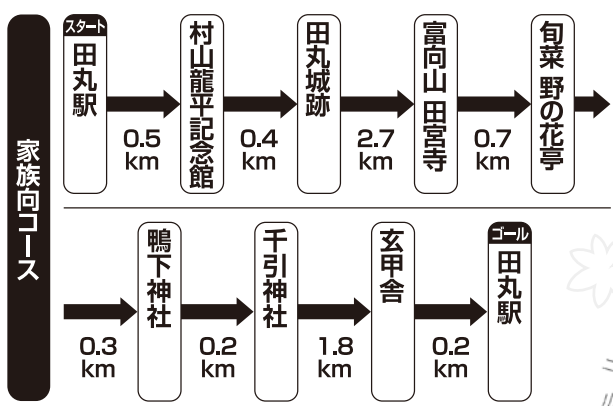 家族向コース
スタート
田丸駅
0.5
km
村山龍平記念館
0.4
km
田丸城跡
2.7
km
富向山 田宮寺
0.7
km
旬菜 野の花亭
0.3
km
鴨下神社
0.2
km
千引神社
1.8
km
玄甲舎
0.2
km
ゴール
田丸駅